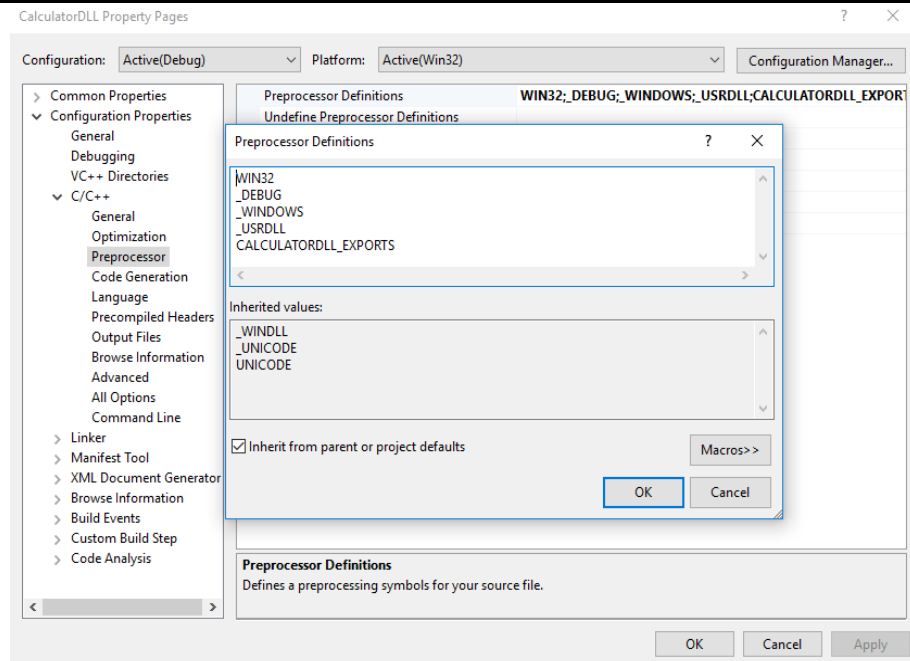 CalculatorDLL Property Pages ? ×
Configuration: Active(Debug) Platform: Active(Win32) Configuration Manager...
Common Properties
Configuration Properties
General
Debugging
VC++ Directories
C/C++
General
Optimization
Preprocessor
Code Generation
Language
Precompiled Headers
Output Files
Browse Information
Advanced
All Options
Command Line
Linker
Manifest Tool
XML Document Generator
Browse Information
Build Events
Custom Build Step
Code Analysis
Preprocessor Definitions WIN32;_DEBUG;_WINDOWS;_USRDLL;CALCULATORDLL_EXPORT
Undefine Preprocessor Definitions
Preprocessor Definitions ? ×
WIN32
_DEBUG
_WINDOWS
_USRDLL
CALCULATORDLL_EXPORTS
Inherited values:
_WINDLL
_UNICODE
UNICODE
Inherit from parent or project defaults
Macros>>
OK Cancel
Preprocessor Definitions
Defines a preprocessing symbols for your source file.
OK Cancel Apply